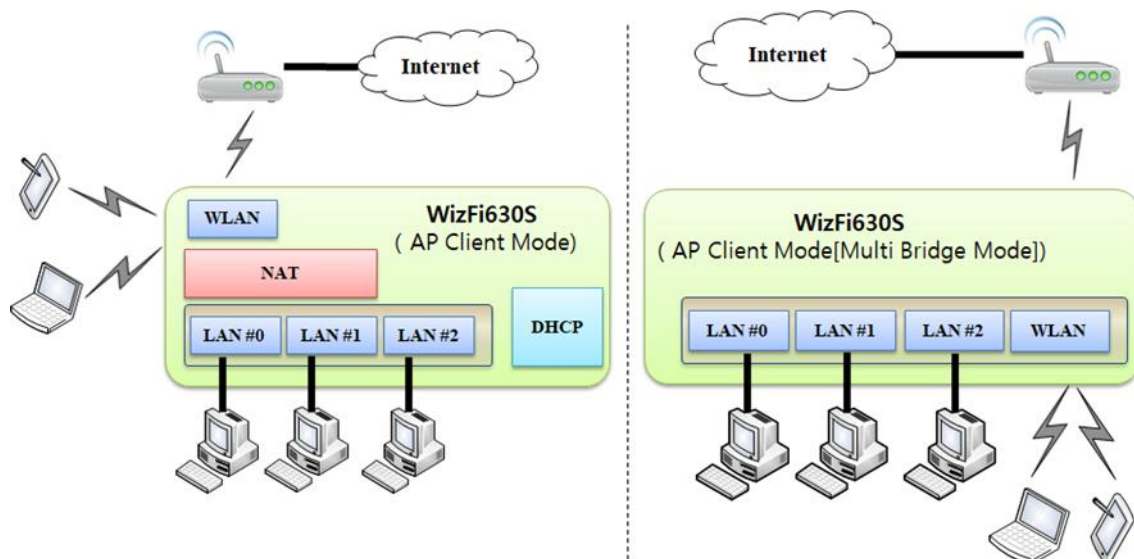 Internet
WizFi630S
( AP Client Mode)
WLAN
NAT
LAN #0
LAN #1
LAN #2
DHCP
Internet
WizFi630S
( AP Client Mode[Multi Bridge Mode])
LAN #0
LAN #1
LAN #2
WLAN